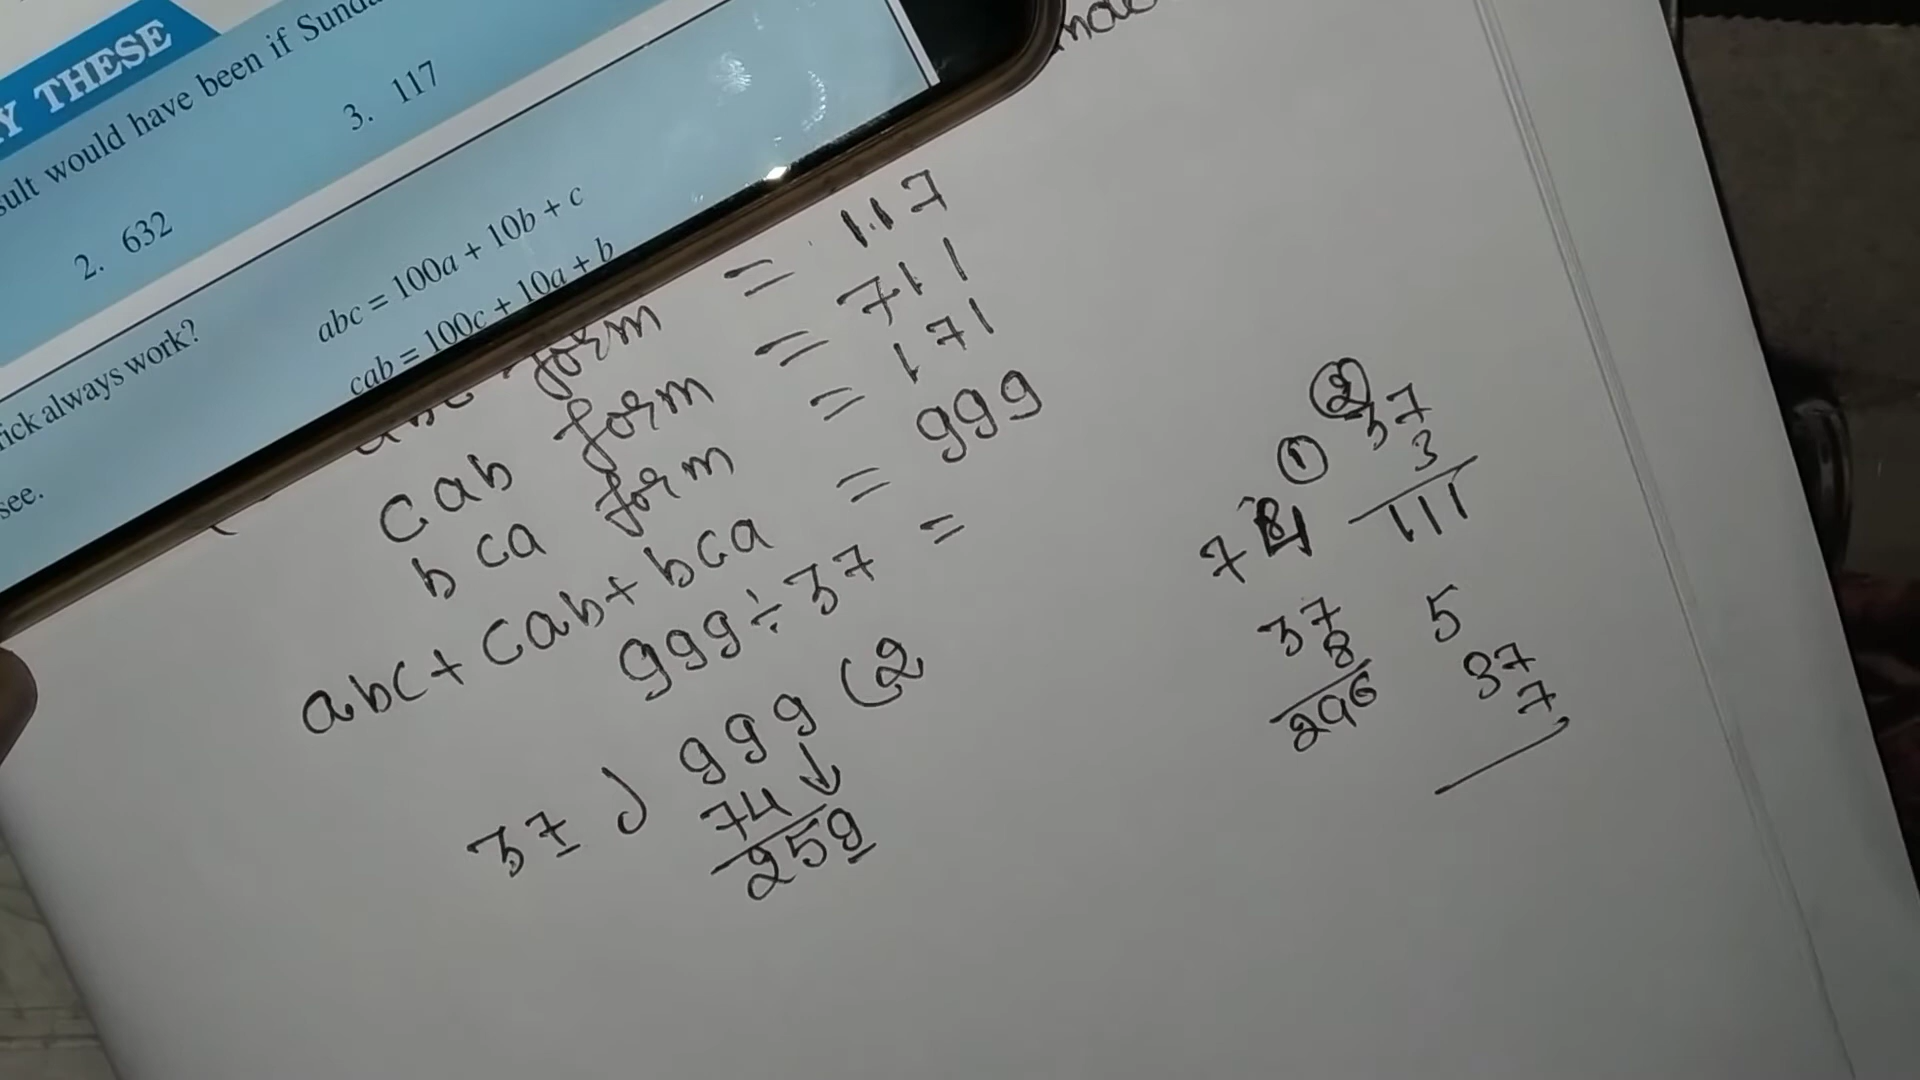 Y THESE
sult would have been if Sunda
2. 632
3. 117
rick always work?
abc = 100a + 10b + c
see.
cab = 100c + 10a + b
abc form = 117
cab form = 711
bca form = 171
abc + cab + bca = 999
999 ÷ 37 =
37 ) 999 ( 2
74
259
2
1 37
3
111
7
37
8
296
5
37
7